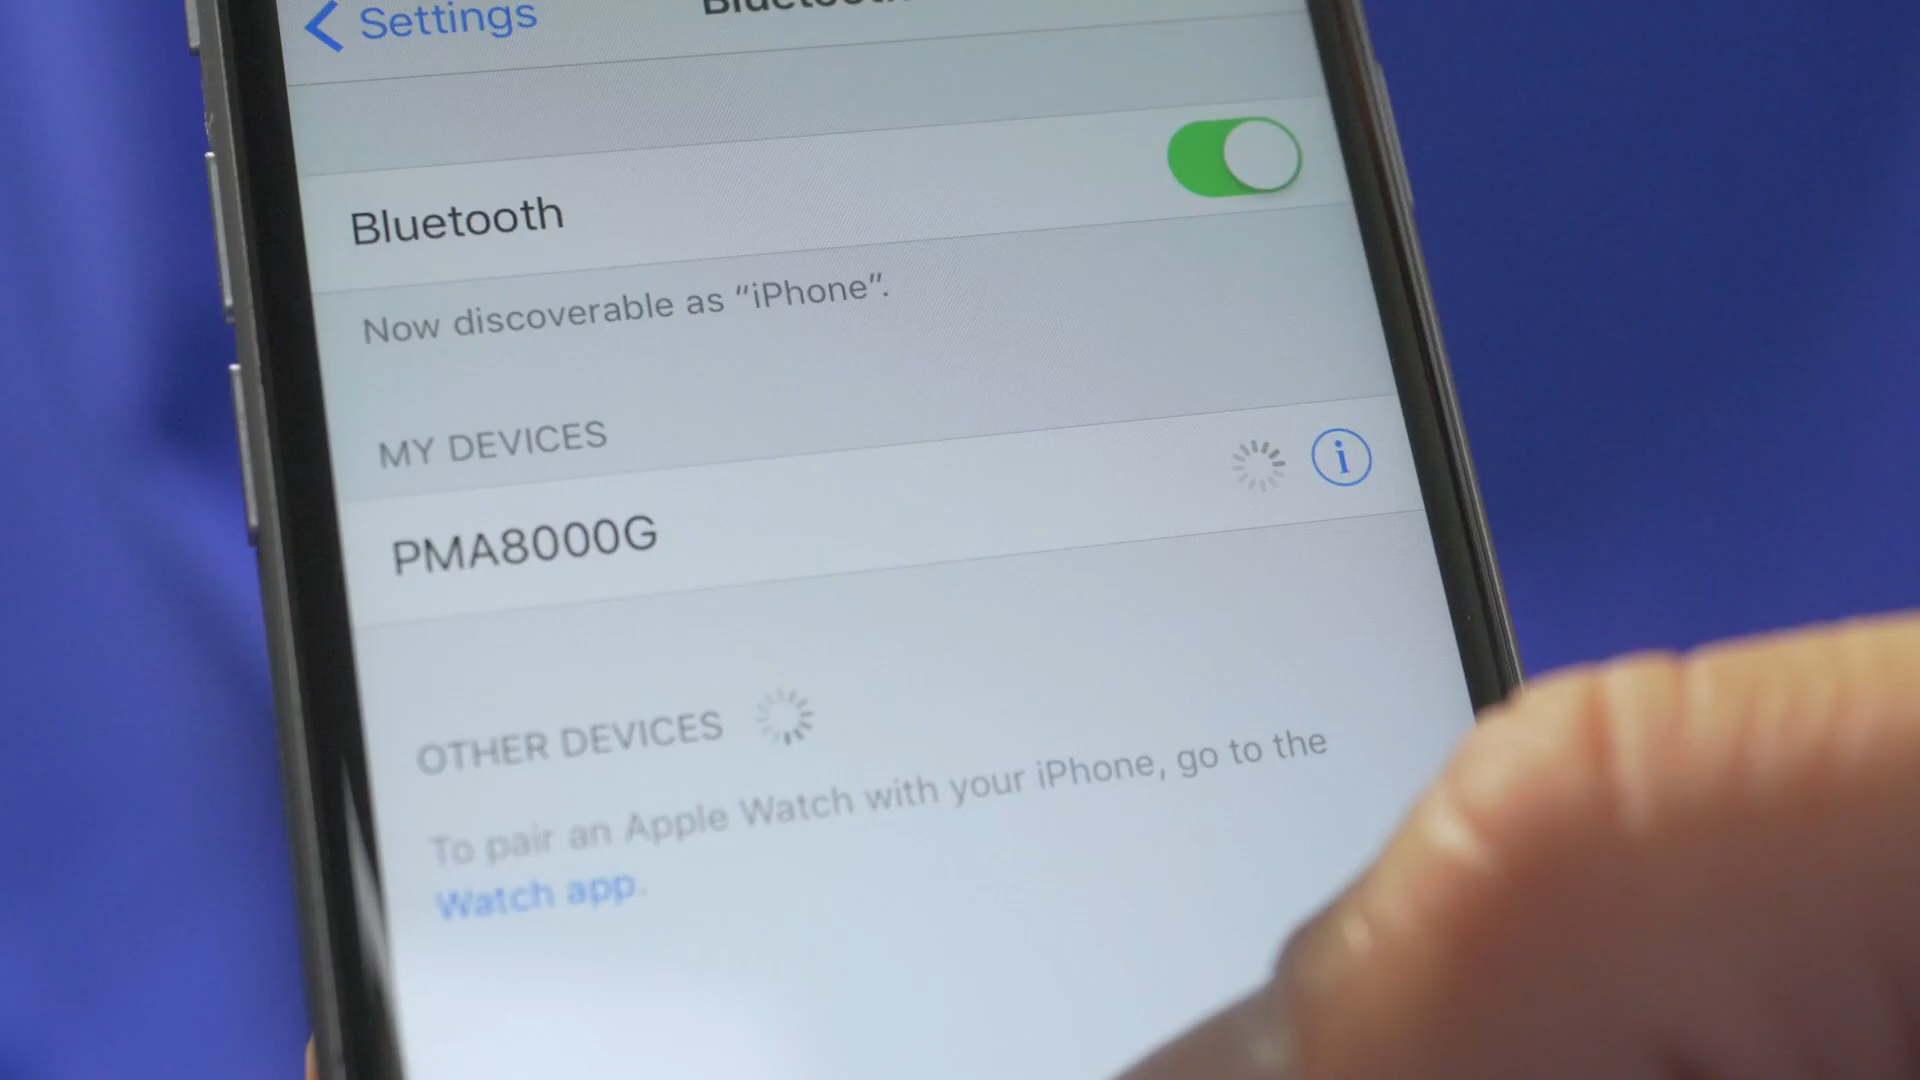 Settings
Bluetooth
Bluetooth
Now discoverable as “iPhone”.
MY DEVICES
PMA8000G
i
OTHER DEVICES
To pair an Apple Watch with your iPhone, go to the
Watch app.